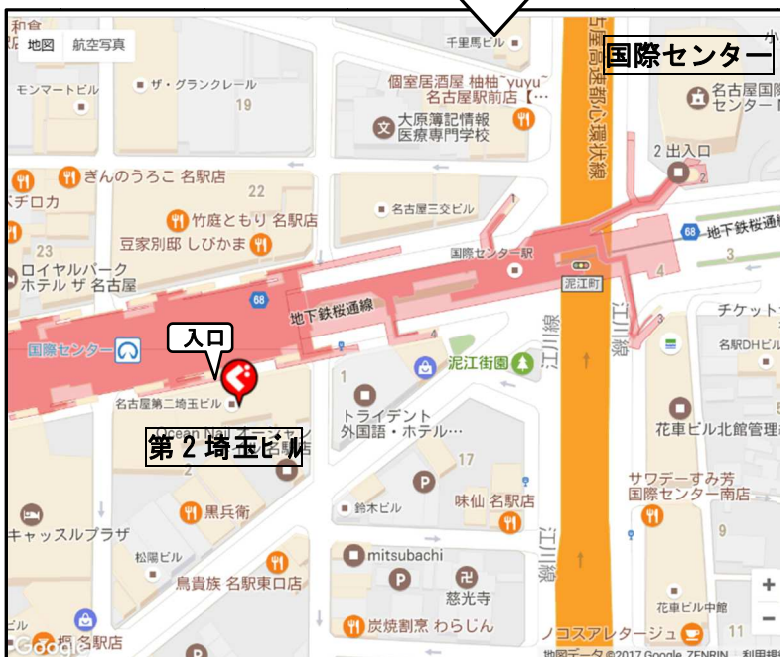 和食
地図
航空写真
千里馬ビル
国際センター
モンマートビル
ザ・グランクレール
19
個室居酒屋 柚柚~yuyu~
名古屋駅前店【…
大原簿記情報
医療専門学校
古屋高速都心環状線
名古屋国際
センター
2 出入口
2
ぎんのうろこ 名駅店
22
竹庭ともり 名駅店
豆家別邸 しびかま
23
ロイヤルパーク
ホテル ザ 名古屋
名古屋三交ビル
1
国際センター駅
68
地下鉄桜通線
3
4
泥江町
68
地下鉄桜通線
入口
国際センター
江川線
江川線
3
チケット
名駅DHビル
4
泥江街園
名古屋第二埼玉ビル
1
トライデント
外国語・ホテル…
Ocean Nail オーシャン
第2埼玉ビル
2
花車ビル北館管理
17
サワデーすみ芳
国際センター南店
キャッスルプラザ
黒兵衛
鈴木ビル
味仙 名駅店
9
松陽ビル
mitsubachi
江川線
鳥貴族 名駅東口店
慈光寺
花車ビル中館
+
−
炭焼割烹 わらじん
ノコスアレタージュ
11
名駅店
Google
地図データ ©2017 Google, ZENRIN
利用規